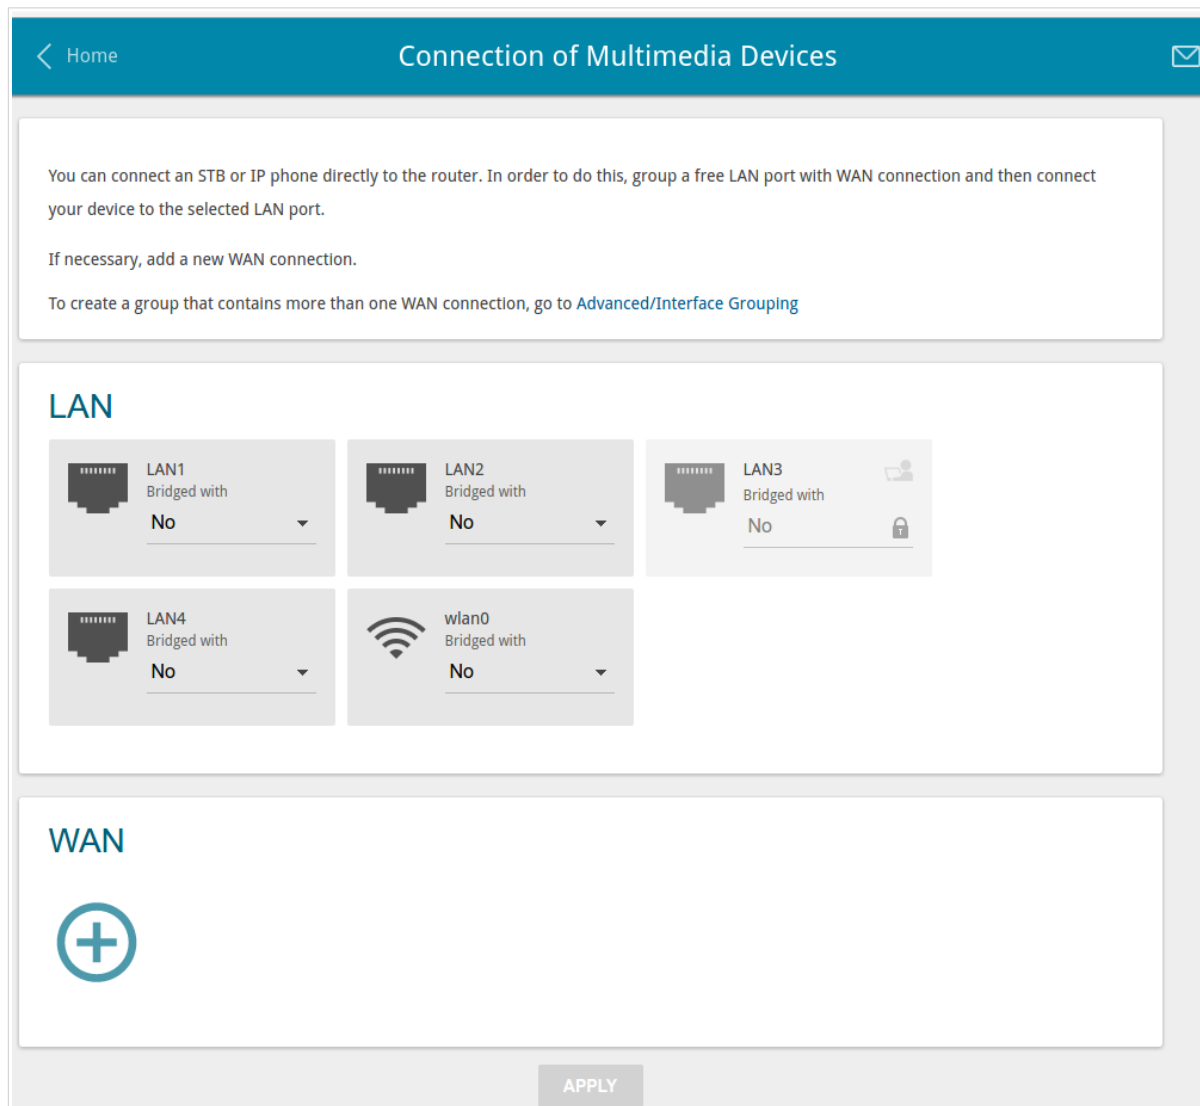 Home
Connection of Multimedia Devices
You can connect an STB or IP phone directly to the router. In order to do this, group a free LAN port with WAN connection and then connect
your device to the selected LAN port.
If necessary, add a new WAN connection.
To create a group that contains more than one WAN connection, go to Advanced/Interface Grouping
LAN
LAN1
Bridged with
No
LAN2
Bridged with
No
LAN3
Bridged with
No
LAN4
Bridged with
No
wlan0
Bridged with
No
WAN
APPLY